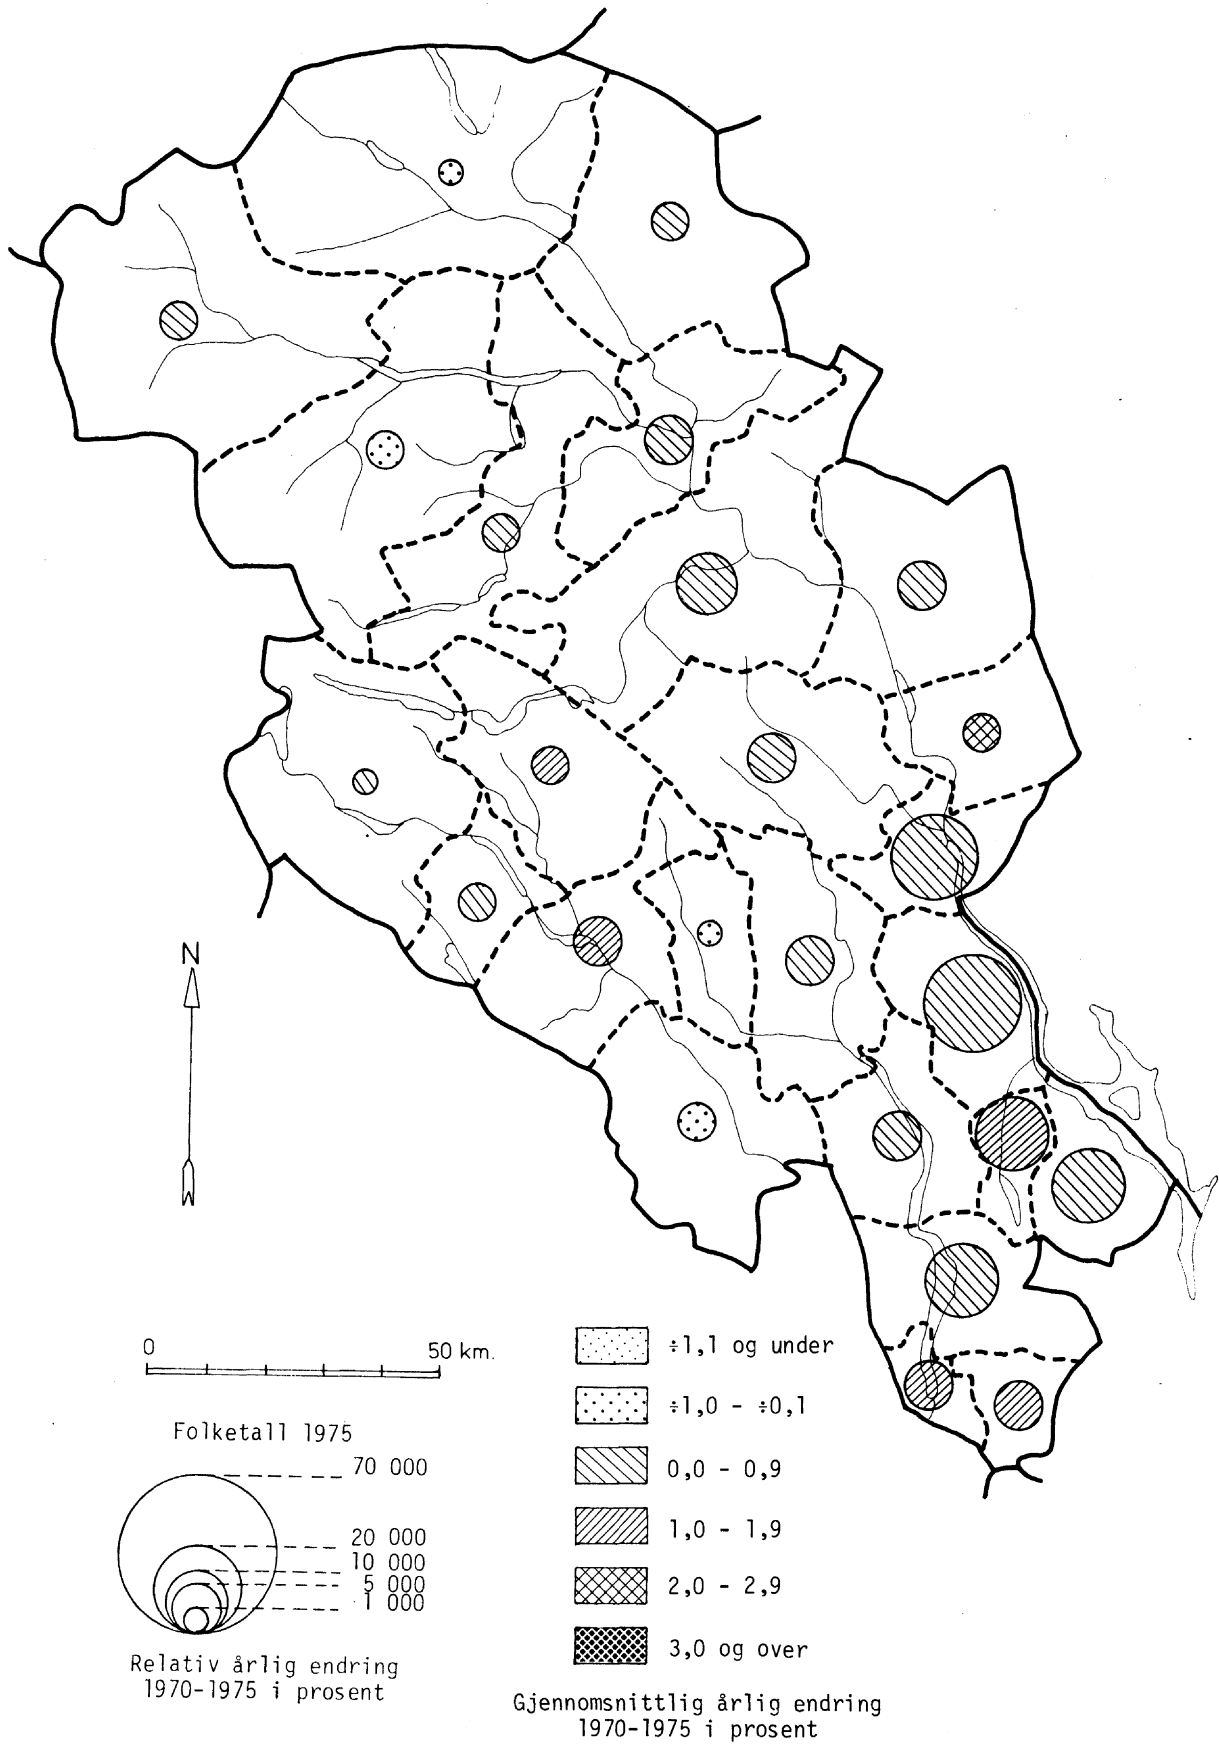 N
0 50 km.
Folketall 1975
70 000
20 000
10 000
5 000
1 000
Relativ årlig endring
1970-1975 i prosent
÷1,1 og under
÷1,0 - ÷0,1
0,0 - 0,9
1,0 - 1,9
2,0 - 2,9
3,0 og over
Gjennomsnittlig årlig endring
1970-1975 i prosent